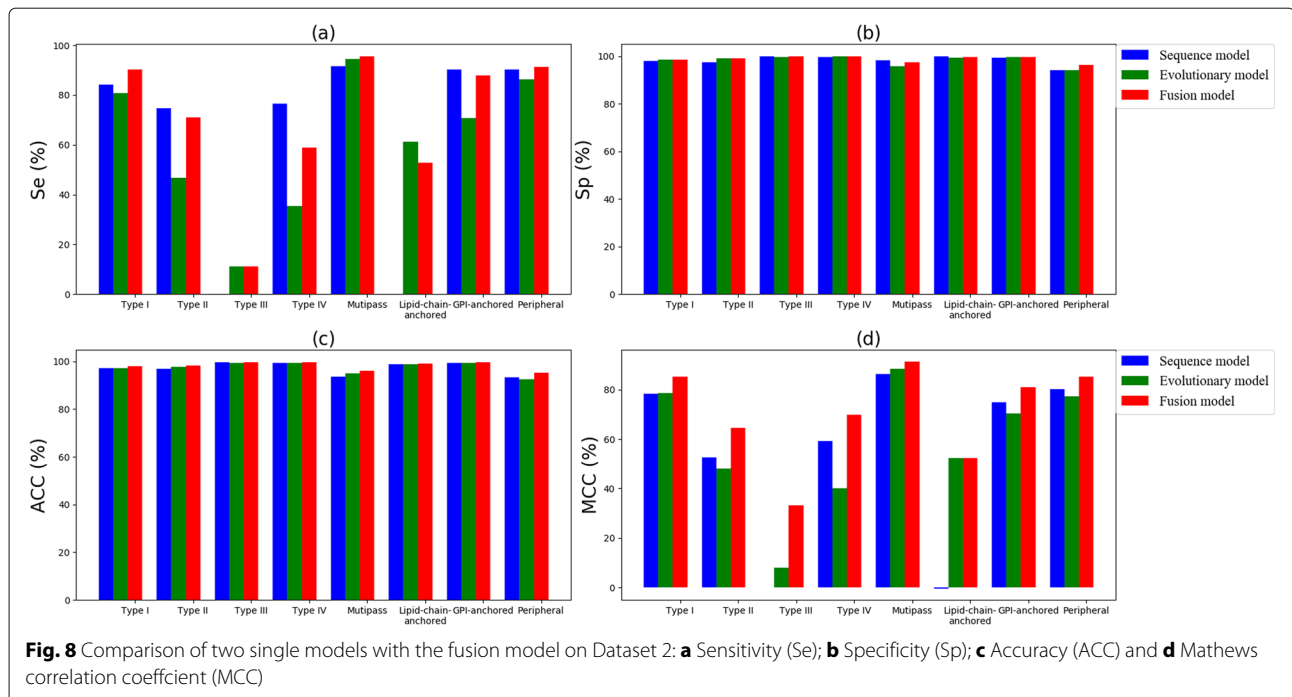 (a)
Se (%)
100
80
60
40
20
0
Type I
Type II
Type III
Type IV
Mutipass
Lipid-chain-
anchored
GPI-anchored
Peripheral
(b)
Sp (%)
100
80
60
40
20
0
Type I
Type II
Type III
Type IV
Mutipass
Lipid-chain-
anchored
GPI-anchored
Peripheral
Sequence model
Evolutionary model
Fusion model
(c)
ACC (%)
100
80
60
40
20
0
Type I
Type II
Type III
Type IV
Mutipass
Lipid-chain-
anchored
GPI-anchored
Peripheral
(d)
MCC (%)
80
60
40
20
0
Type I
Type II
Type III
Type IV
Mutipass
Lipid-chain-
anchored
GPI-anchored
Peripheral
Sequence model
Evolutionary model
Fusion model
Fig. 8 Comparison of two single models with the fusion model on Dataset 2: a Sensitivity (Se); b Specificity (Sp); c Accuracy (ACC) and d Mathews
correlation coeffcient (MCC)